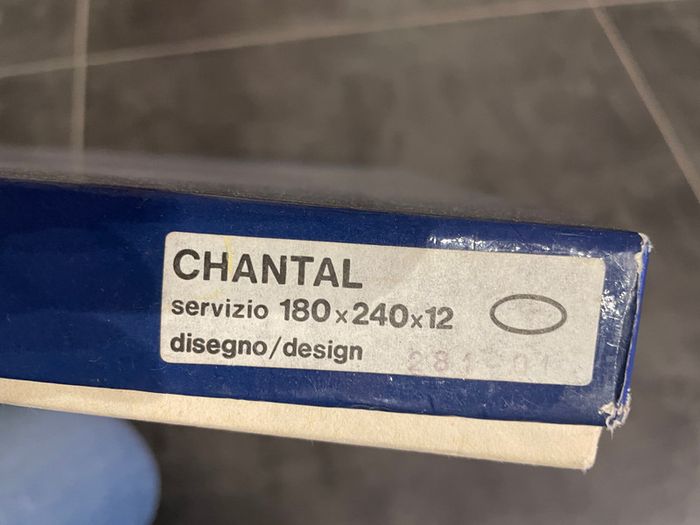 CHANTAL
servizio 180x240x12
disegno/design